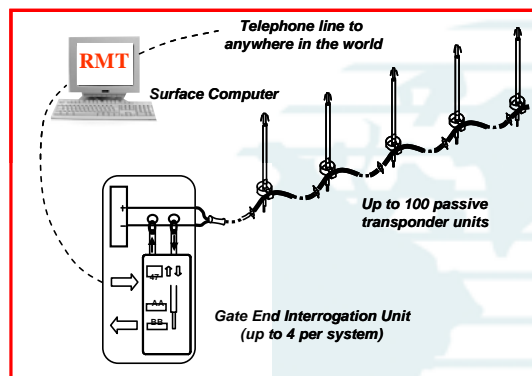 Telephone line to
anywhere in the world
RMT
Surface Computer
Up to 100 passive
transponder units
+
−
47
AA
BB
Gate End Interrogation Unit
(up to 4 per system)